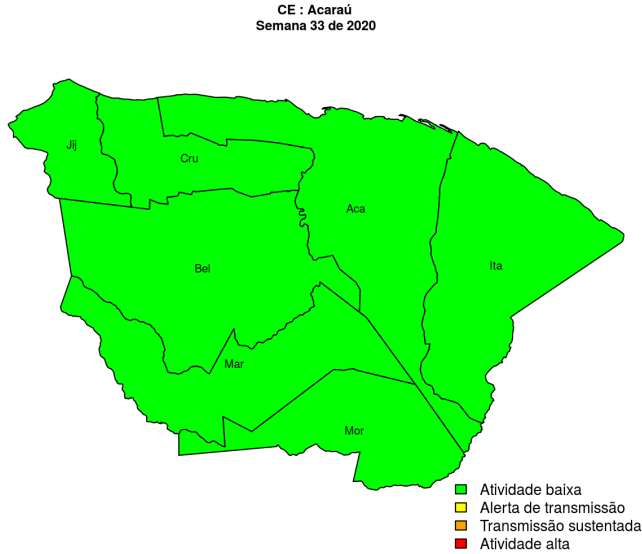 CE : Acaraú
Semana 33 de 2020
Jij
Cru
Aca
Bel
Ita
Mar
Mor
Atividade baixa
Alerta de transmissão
Transmissão sustentada
Atividade alta